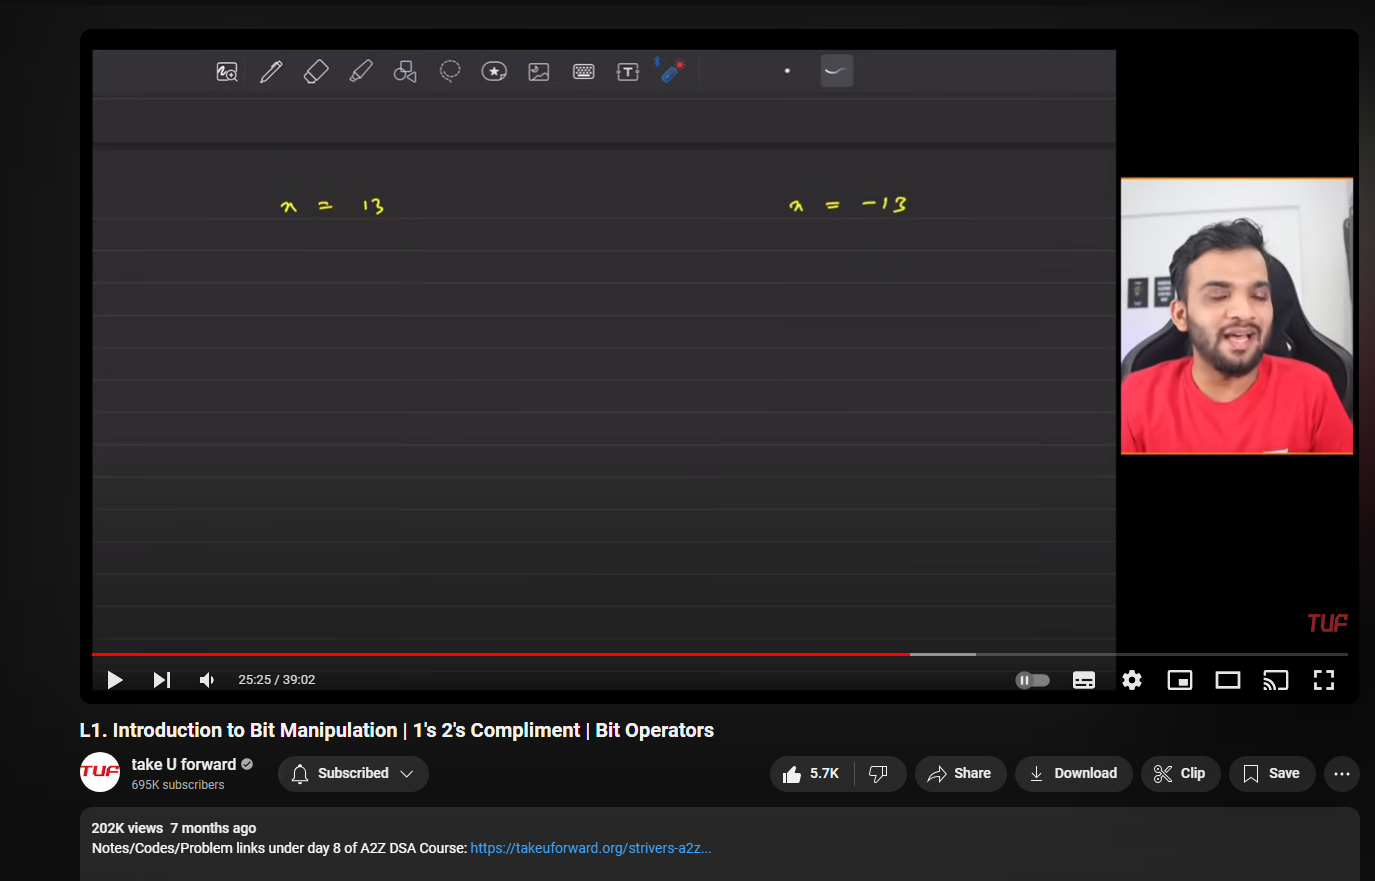 T
x = 13
x = -13
TUF
25:25 / 39:02
L1. Introduction to Bit Manipulation | 1's 2's Compliment | Bit Operators
TUF
take U forward
695K subscribers
Subscribed
5.7K
Share
Download
Clip
Save
202K views 7 months ago
Notes/Codes/Problem links under day 8 of A2Z DSA Course: https://takeuforward.org/strivers-a2z...